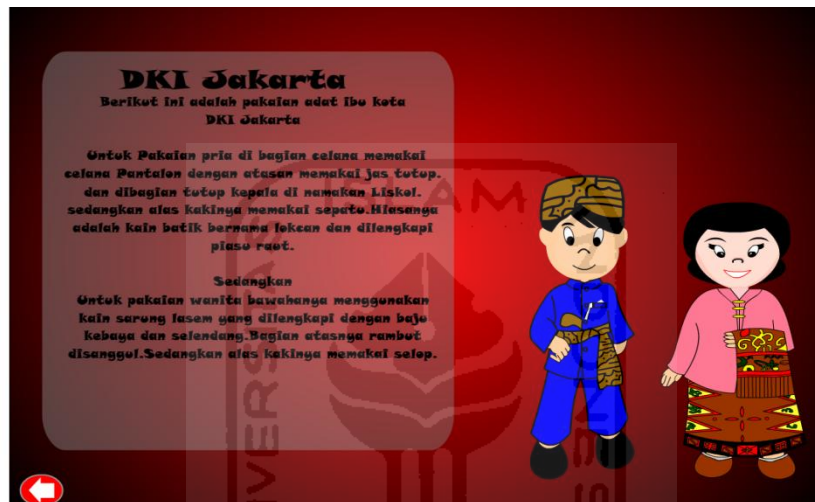 DKI Jakarta
Berikut ini adalah pakaian adat ibu kota
DKI Jakarta
Untuk Pakaian pria di bagian celana memakai
celana Pantalon dengan atasan memakai jas tutup.
dan dibagian tutup kepala di namakan Liskol.
sedangkan alas kakinya memakai sepatu.Hiasanya
adalah kain batik bernama lokcan dan dilengkapi
piasu raut.
Sedangkan
Untuk pakaian wanita bawahanya menggunakan
kain sarung lasem yang dilengkapi dengan baju
kebaya dan selendang.Bagian atasnya rambut
disanggul.Sedangkan alas kakinya memakai selop.
ISLAM
UNIVERSITAS